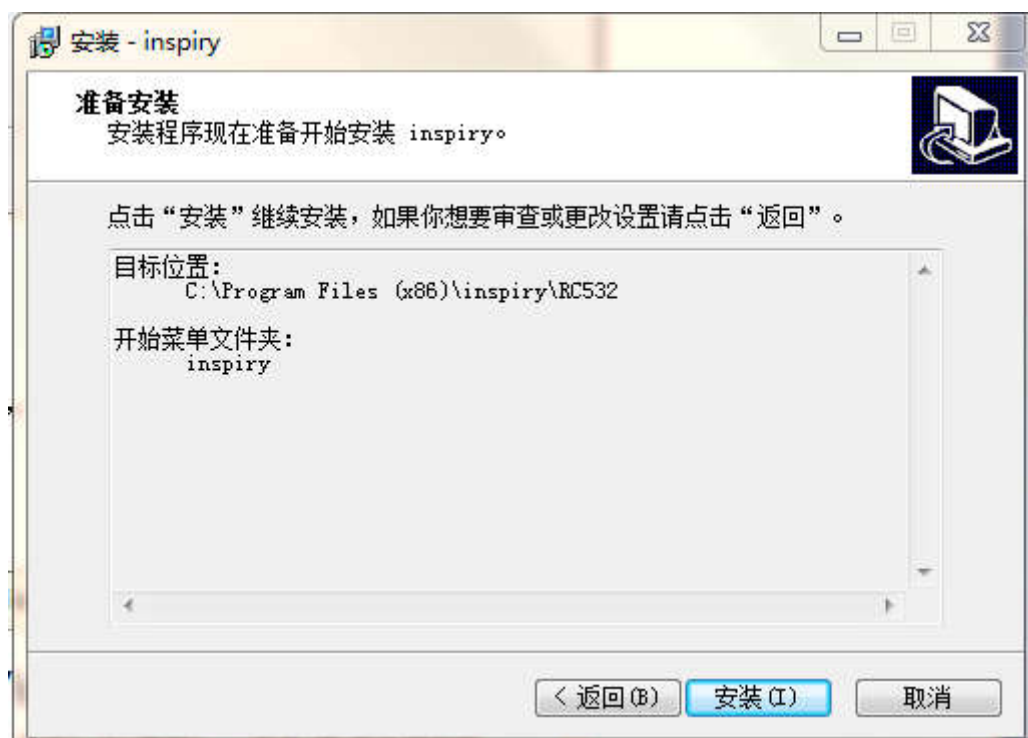 安装 - inspiry
准备安装
安装程序现在准备开始安装 inspiry。
点击“安装”继续安装，如果你想要审查或更改设置请点击“返回”。
目标位置：
C:\Program Files (x86)\inspiry\RC532
开始菜单文件夹：
inspiry
< 返回(B) 安装(I) 取消